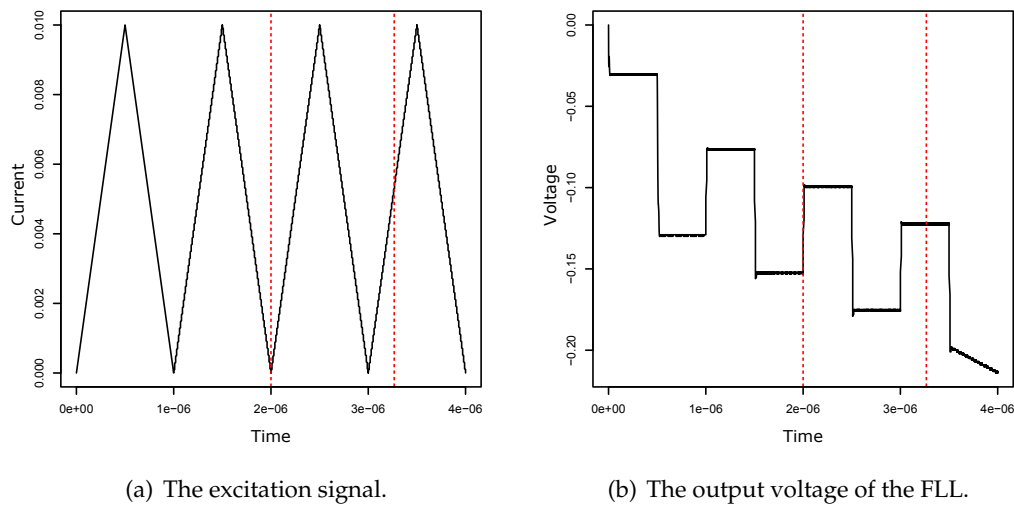 0.010
0.008
0.006
0.004
0.002
0.000
Current
0e+00 1e−06 2e−06 3e−06 4e−06
Time
(a) The excitation signal.
0.00
−0.05
−0.10
−0.15
−0.20
Voltage
0e+00 1e−06 2e−06 3e−06 4e−06
Time
(b) The output voltage of the FLL.